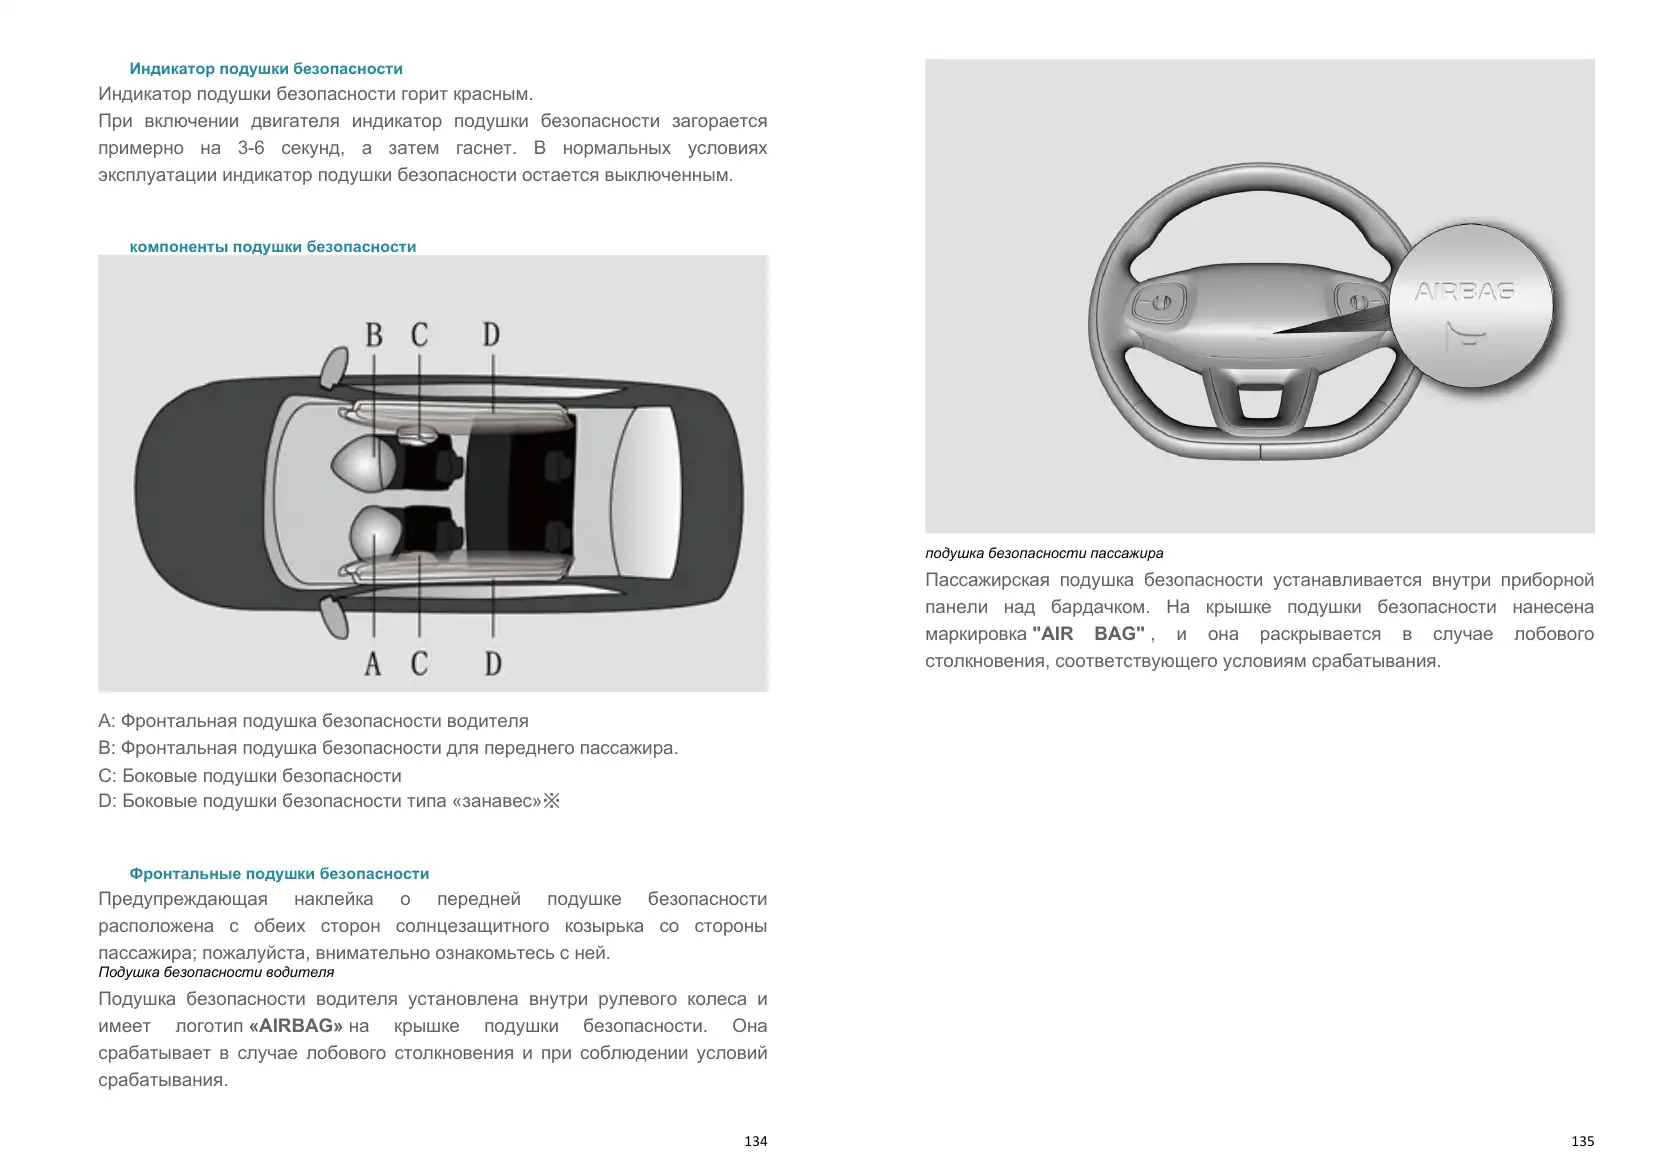 Индикатор подушки безопасности
Индикатор подушки безопасности горит красным.
При включении двигателя индикатор подушки безопасности загорается
примерно на 3-6 секунд, а затем гаснет. В нормальных условиях
эксплуатации индикатор подушки безопасности остается выключенным.
компоненты подушки безопасности
B C D
A C D
A: Фронтальная подушка безопасности водителя
B: Фронтальная подушка безопасности для переднего пассажира.
C: Боковые подушки безопасности
D: Боковые подушки безопасности типа «занавес»※
Фронтальные подушки безопасности
Предупреждающая наклейка о передней подушке безопасности
расположена с обеих сторон солнцезащитного козырька со стороны
пассажира; пожалуйста, внимательно ознакомьтесь с ней.
Подушка безопасности водителя
Подушка безопасности водителя установлена внутри рулевого колеса и
имеет логотип «AIRBAG» на крышке подушки безопасности. Она
срабатывает в случае лобового столкновения и при соблюдении условий
срабатывания.
134
AIRBAG
подушка безопасности пассажира
Пассажирская подушка безопасности устанавливается внутри приборной
панели над бардачком. На крышке подушки безопасности нанесена
маркировка "AIR BAG" , и она раскрывается в случае лобового
столкновения, соответствующего условиям срабатывания.
135